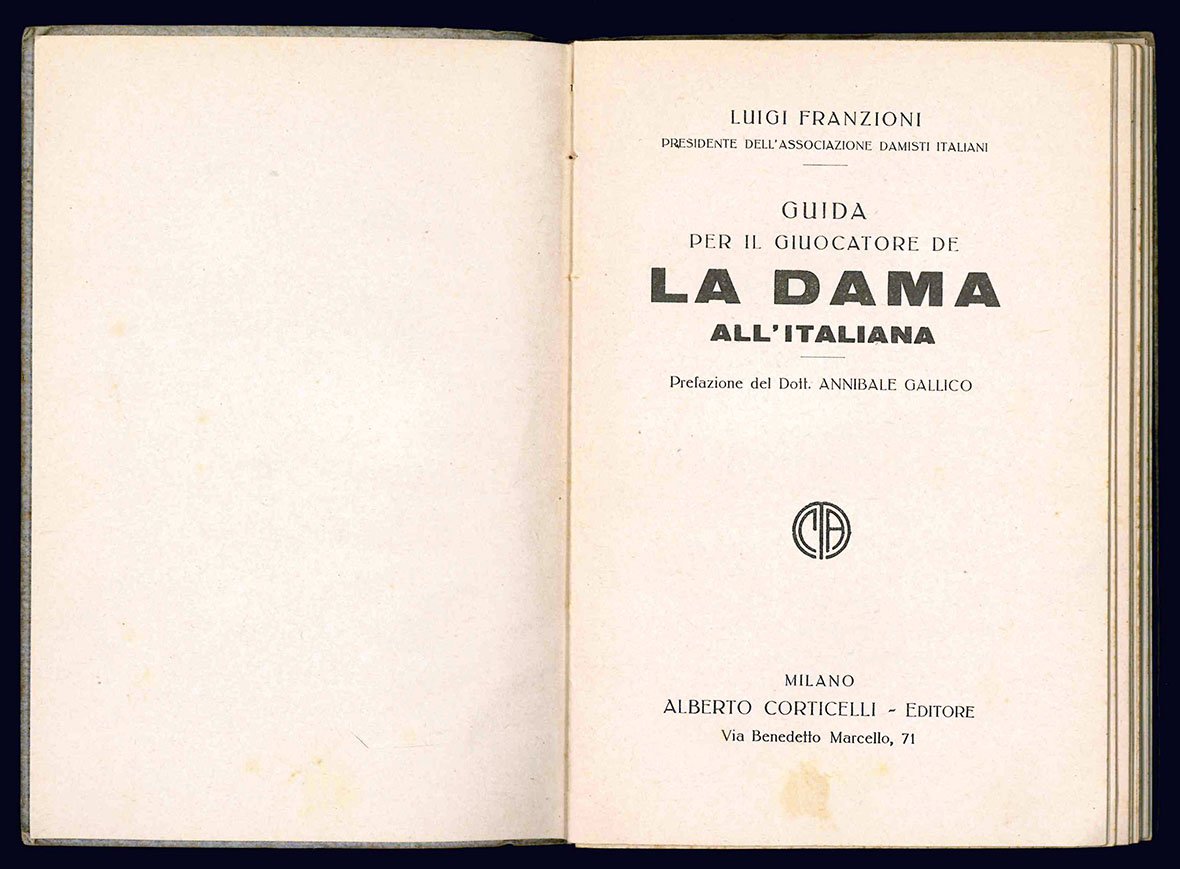 LUIGI FRANZIONI
PRESIDENTE DELL'ASSOCIAZIONE DAMISTI ITALIANI
GUIDA
PER IL GIUOCATORE DE
LA DAMA
ALL'ITALIANA
Prefazione del Dott. ANNIBALE GALLICO
CTA
MILANO
ALBERTO CORTICELLI - EDITORE
Via Benedetto Marcello, 71